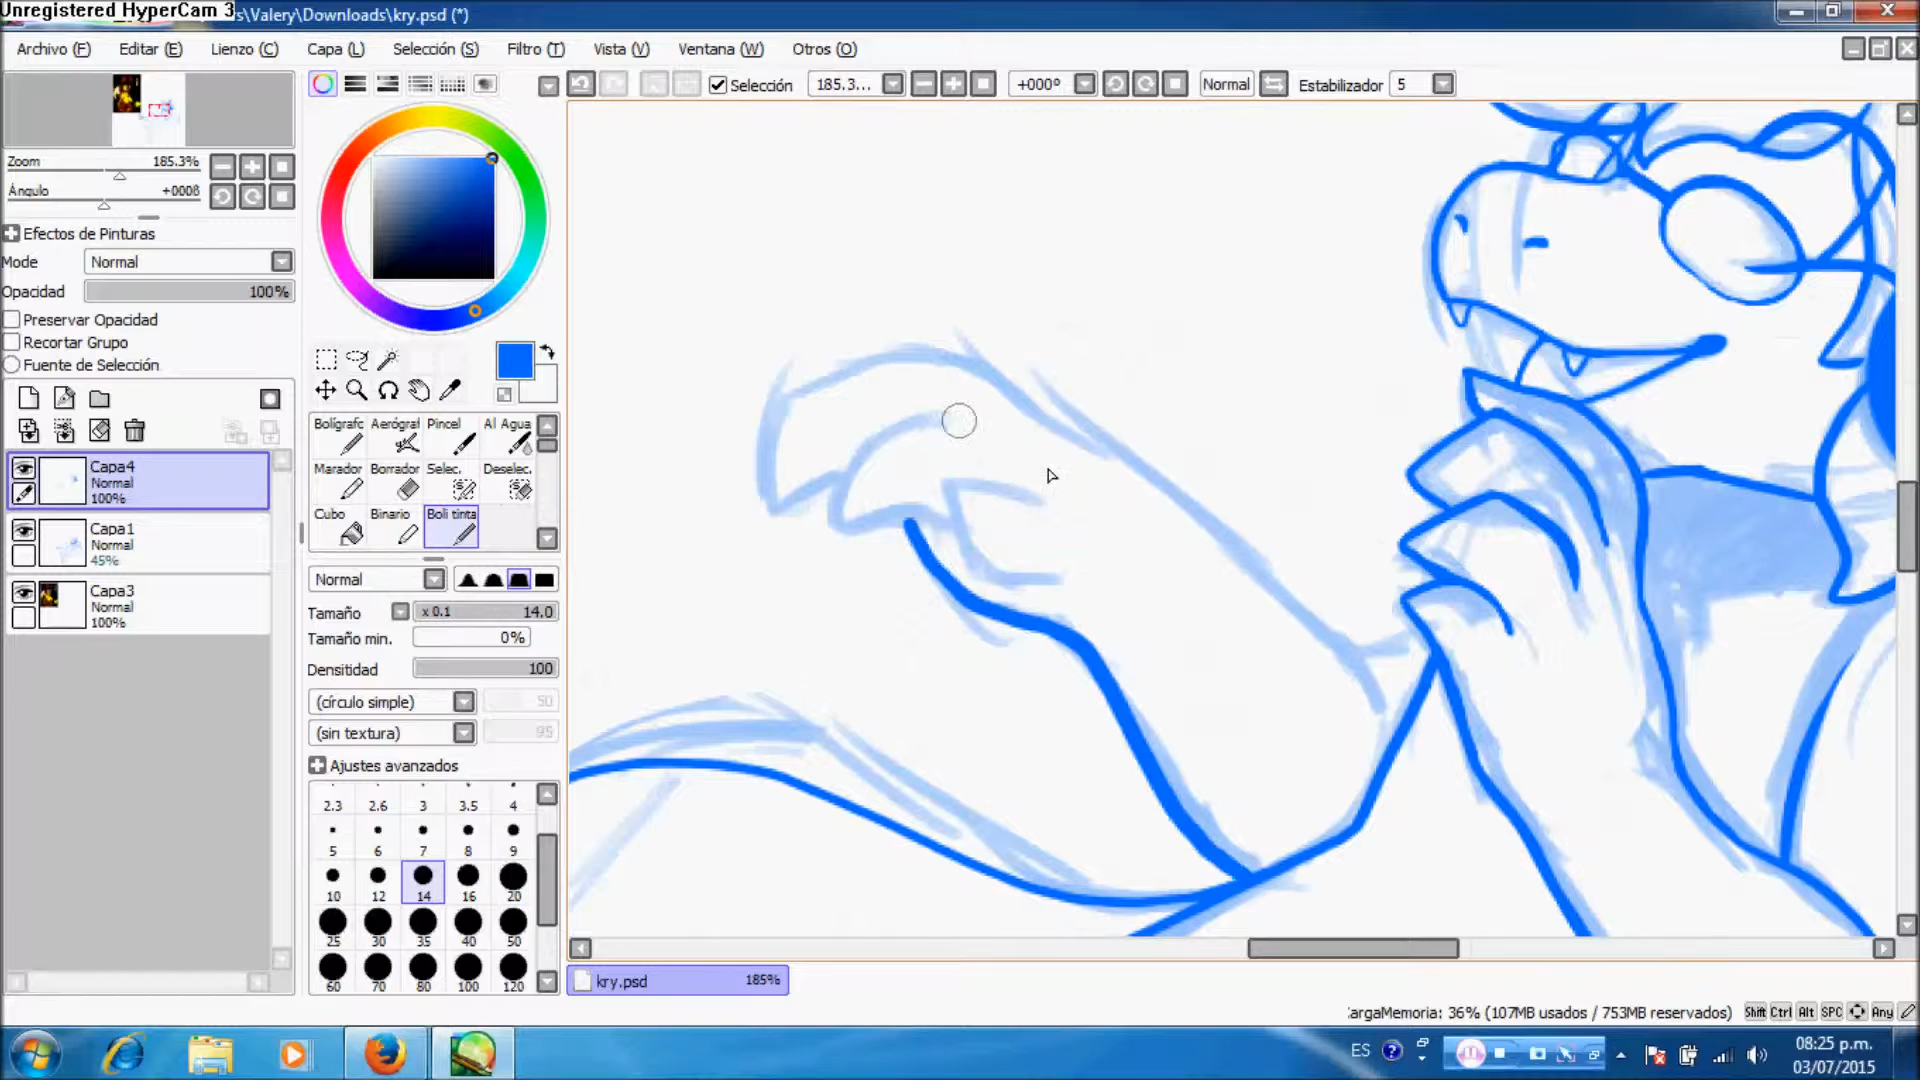 Unregistered HyperCam 3
s\Valery\Downloads\kry.psd (*)
Archivo (F) Editar (E) Lienzo (C) Capa (L) Selección (S) Filtro (T) Vista (V) Ventana (W) Otros (O)
Selección 185.3... +000º Normal Estabilizador 5
Zoom 185.3%
Ángulo +000ß
Efectos de Pinturas
Mode Normal
Opacidad 100%
Preservar Opacidad
Recortar Grupo
Fuente de Selección
Capa4
Normal
100%
Capa1
Normal
45%
Capa3
Normal
100%
Bolígrafc Aerógraf Pincel Al Agua
Marador Borrador Selec. Deselec.
Cubo Binario Boli tinta
Normal
Tamaño x 0.1 14.0
Tamaño min. 0%
Densitidad 100
(círculo simple) 50
(sin textura) 95
Ajustes avanzados
2.3 2.6 3 3.5 4
5 6 7 8 9
10 12 14 16 20
25 30 35 40 50
60 70 80 100 120
kry.psd 185%
:argaMemoria: 36% (107MB usados / 753MB reservados) Shift Ctrl Alt SPC Any
ES
08:25 p.m.
03/07/2015